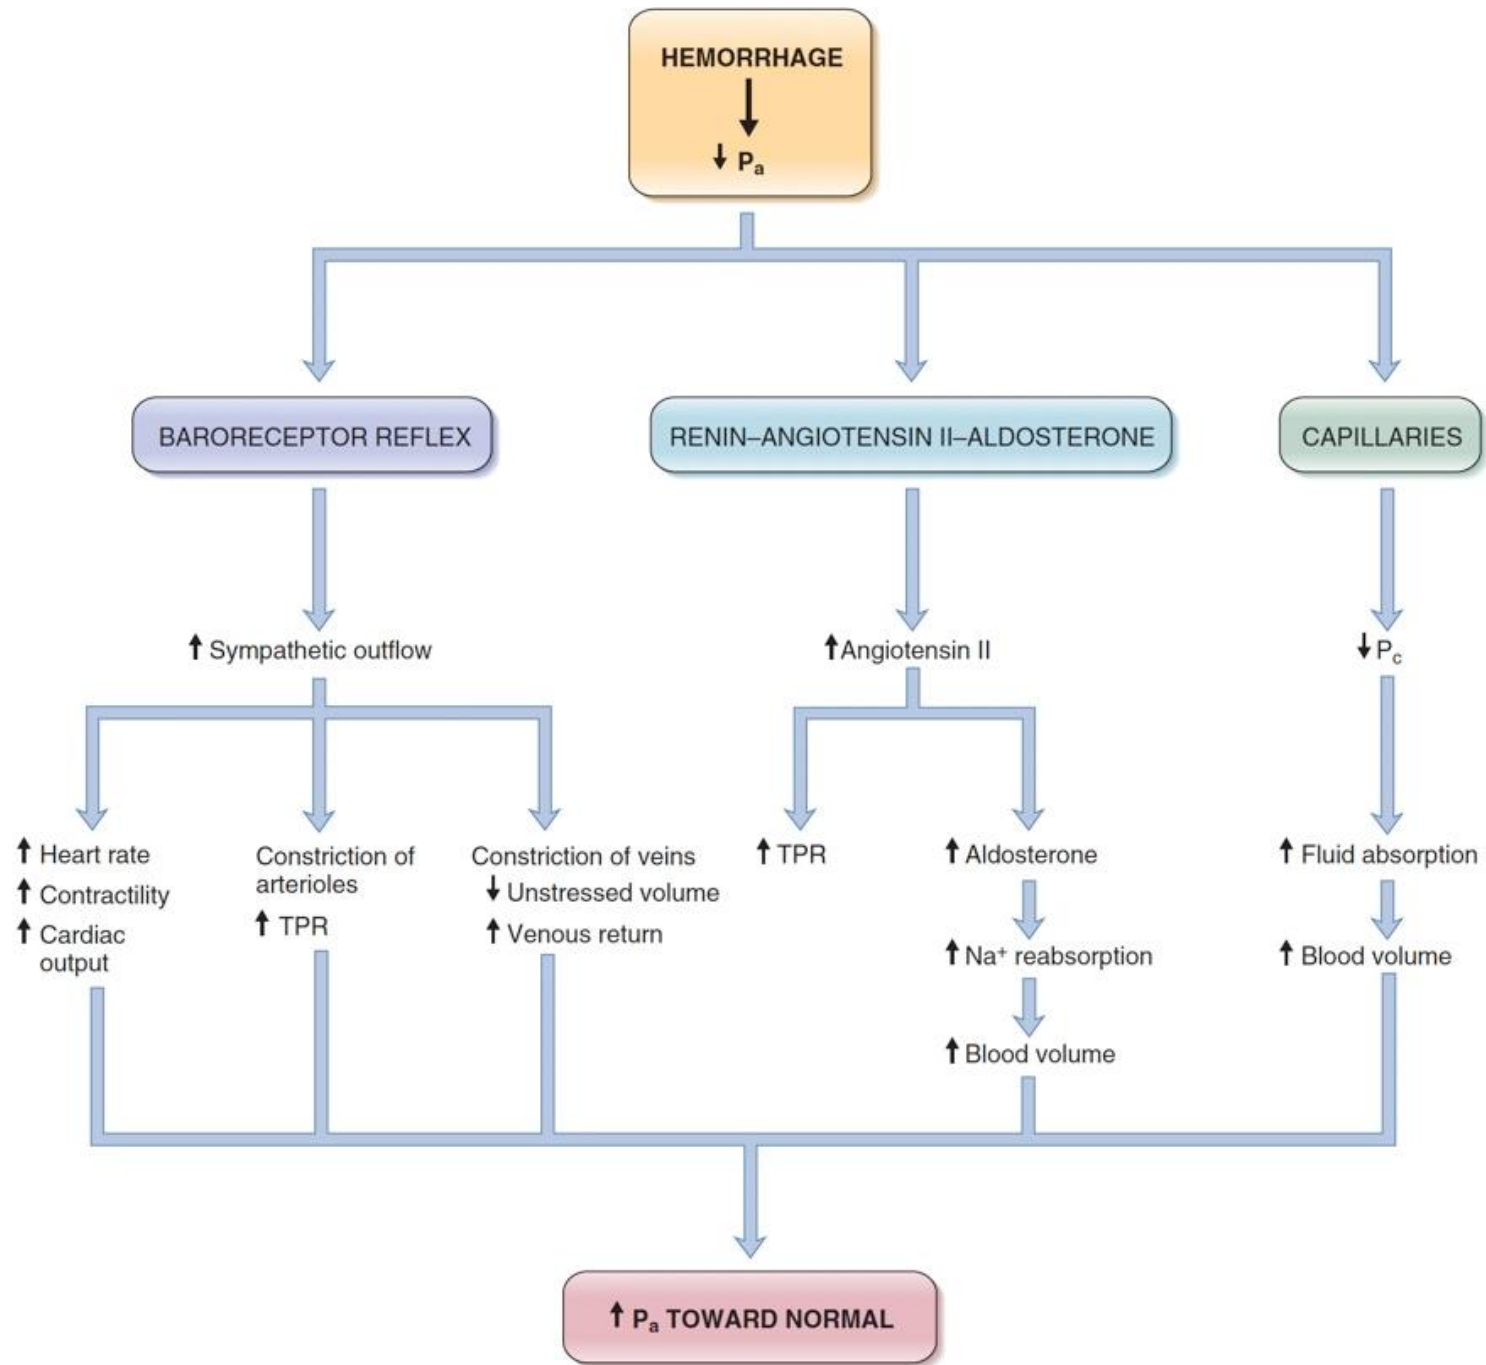 HEMORRHAGE
↓ Pa
BARORECEPTOR REFLEX
RENIN–ANGIOTENSIN II–ALDOSTERONE
CAPILLARIES
↑ Sympathetic outflow
↑ Angiotensin II
↓ Pc
↑ Heart rate
↑ Contractility
↑ Cardiac
output
Constriction of
arterioles
↑ TPR
Constriction of veins
↓ Unstressed volume
↑ Venous return
↑ TPR
↑ Aldosterone
↑ Na⁺ reabsorption
↑ Blood volume
↑ Fluid absorption
↑ Blood volume
↑ Pa TOWARD NORMAL